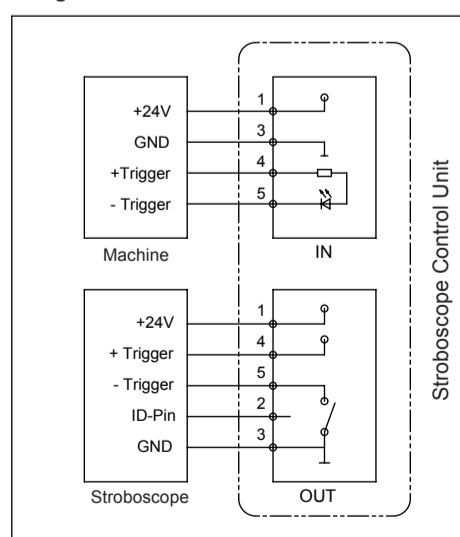 +24V 1
GND 3
+Trigger 4
- Trigger 5
Machine
IN
+24V 1
+ Trigger 4
- Trigger 5
ID-Pin 2
GND 3
Stroboscope
OUT
Stroboscope Control Unit